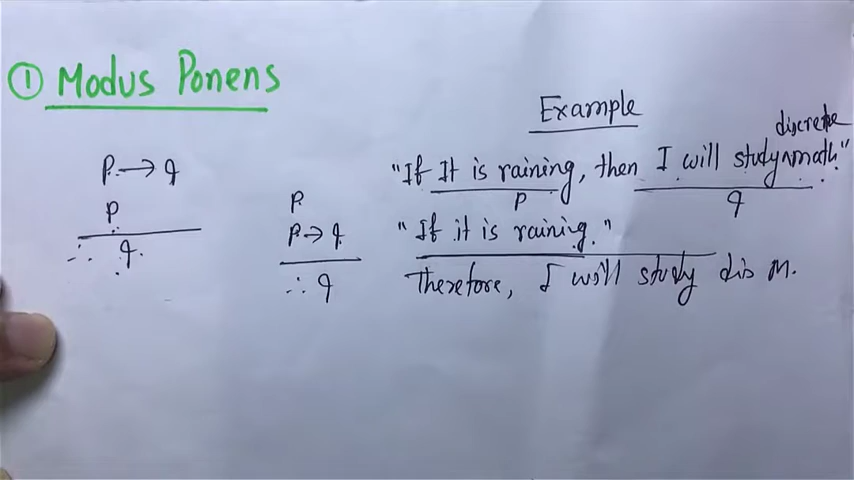 ① Modus Ponens
P → q
P
∴ q.
P
P → q
∴ q
Example
discrete
"If It is raining, then I will study ^ math."
P q
"If it is raining."
Therefore, I will study dis m.